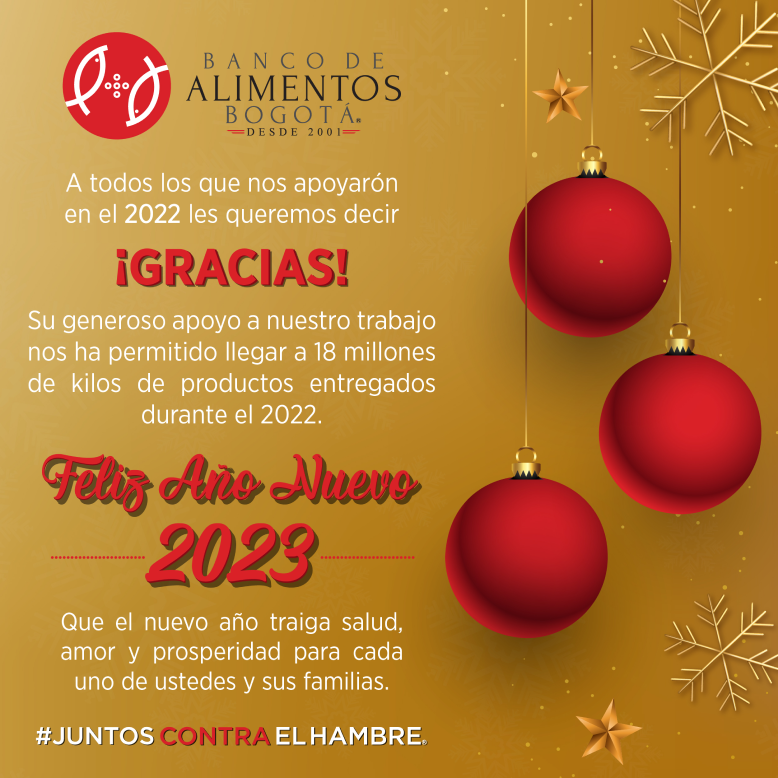 BANCO DE
ALIMENTOS
BOGOTÁ®
DESDE 2001
A todos los que nos apoyarón
en el 2022 les queremos decir
¡GRACIAS!
Su generoso apoyo a nuestro trabajo
nos ha permitido llegar a 18 millones
de kilos de productos entregados
durante el 2022.
Feliz Año Nuevo
2023
Que el nuevo año traiga salud,
amor y prosperidad para cada
uno de ustedes y sus familias.
#JUNTOS CONTRA EL HAMBRE®